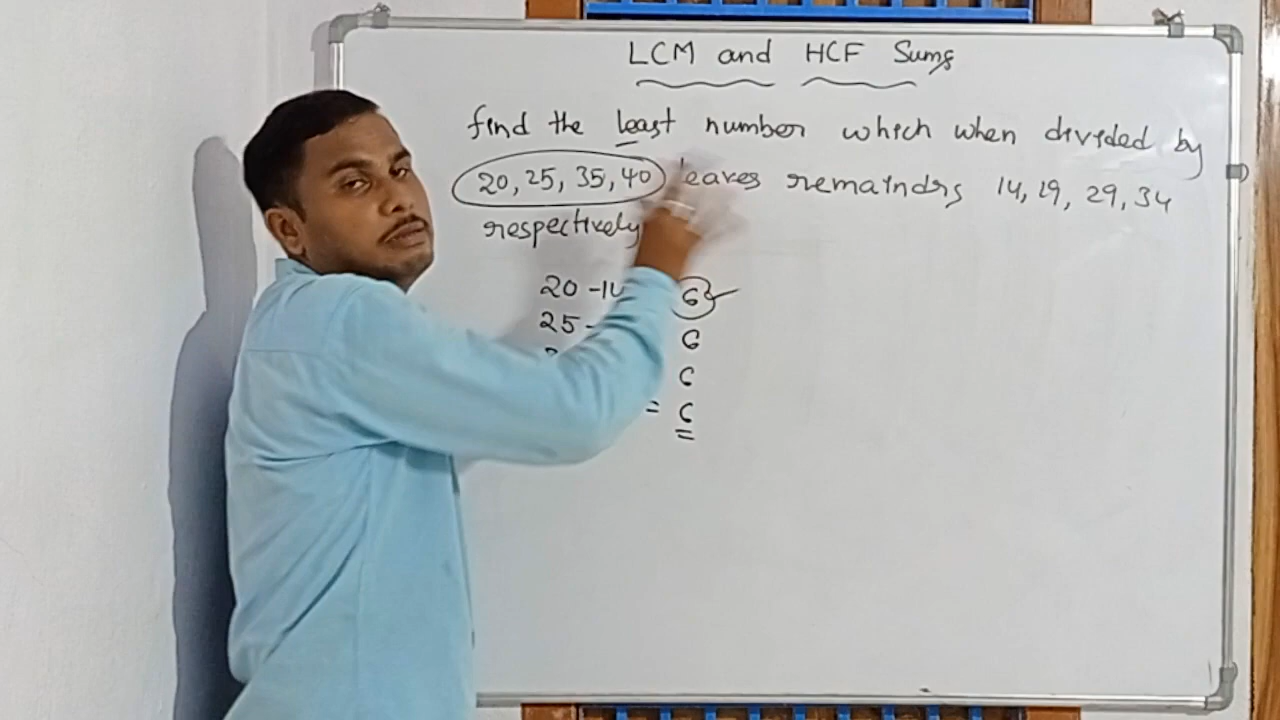 LCM and HCF Sums
find the least number which when divided by
20, 25, 35, 40 leaves remainders 14, 19, 29, 34
respectively
20 - 14 6
25 - 6
6
= 6